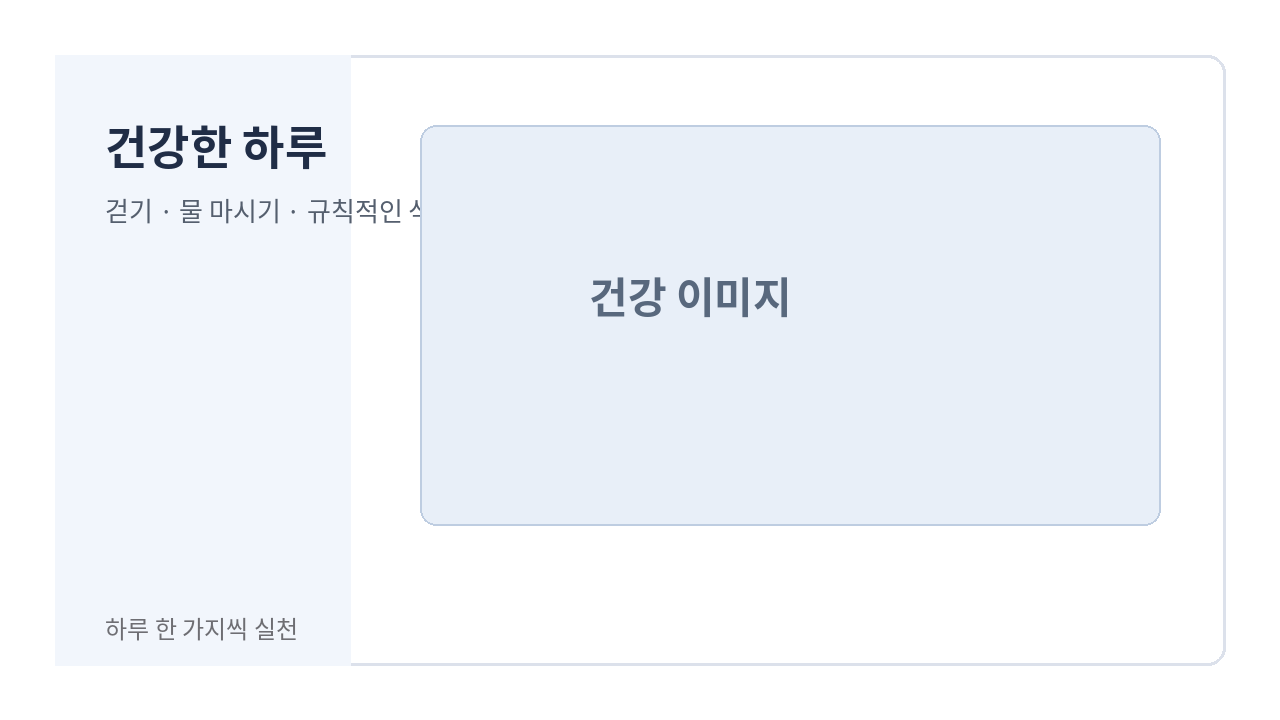 건강한 하루
걷기 · 물 마시기 · 규칙적인
건강 이미지
하루 한 가지씩 실천